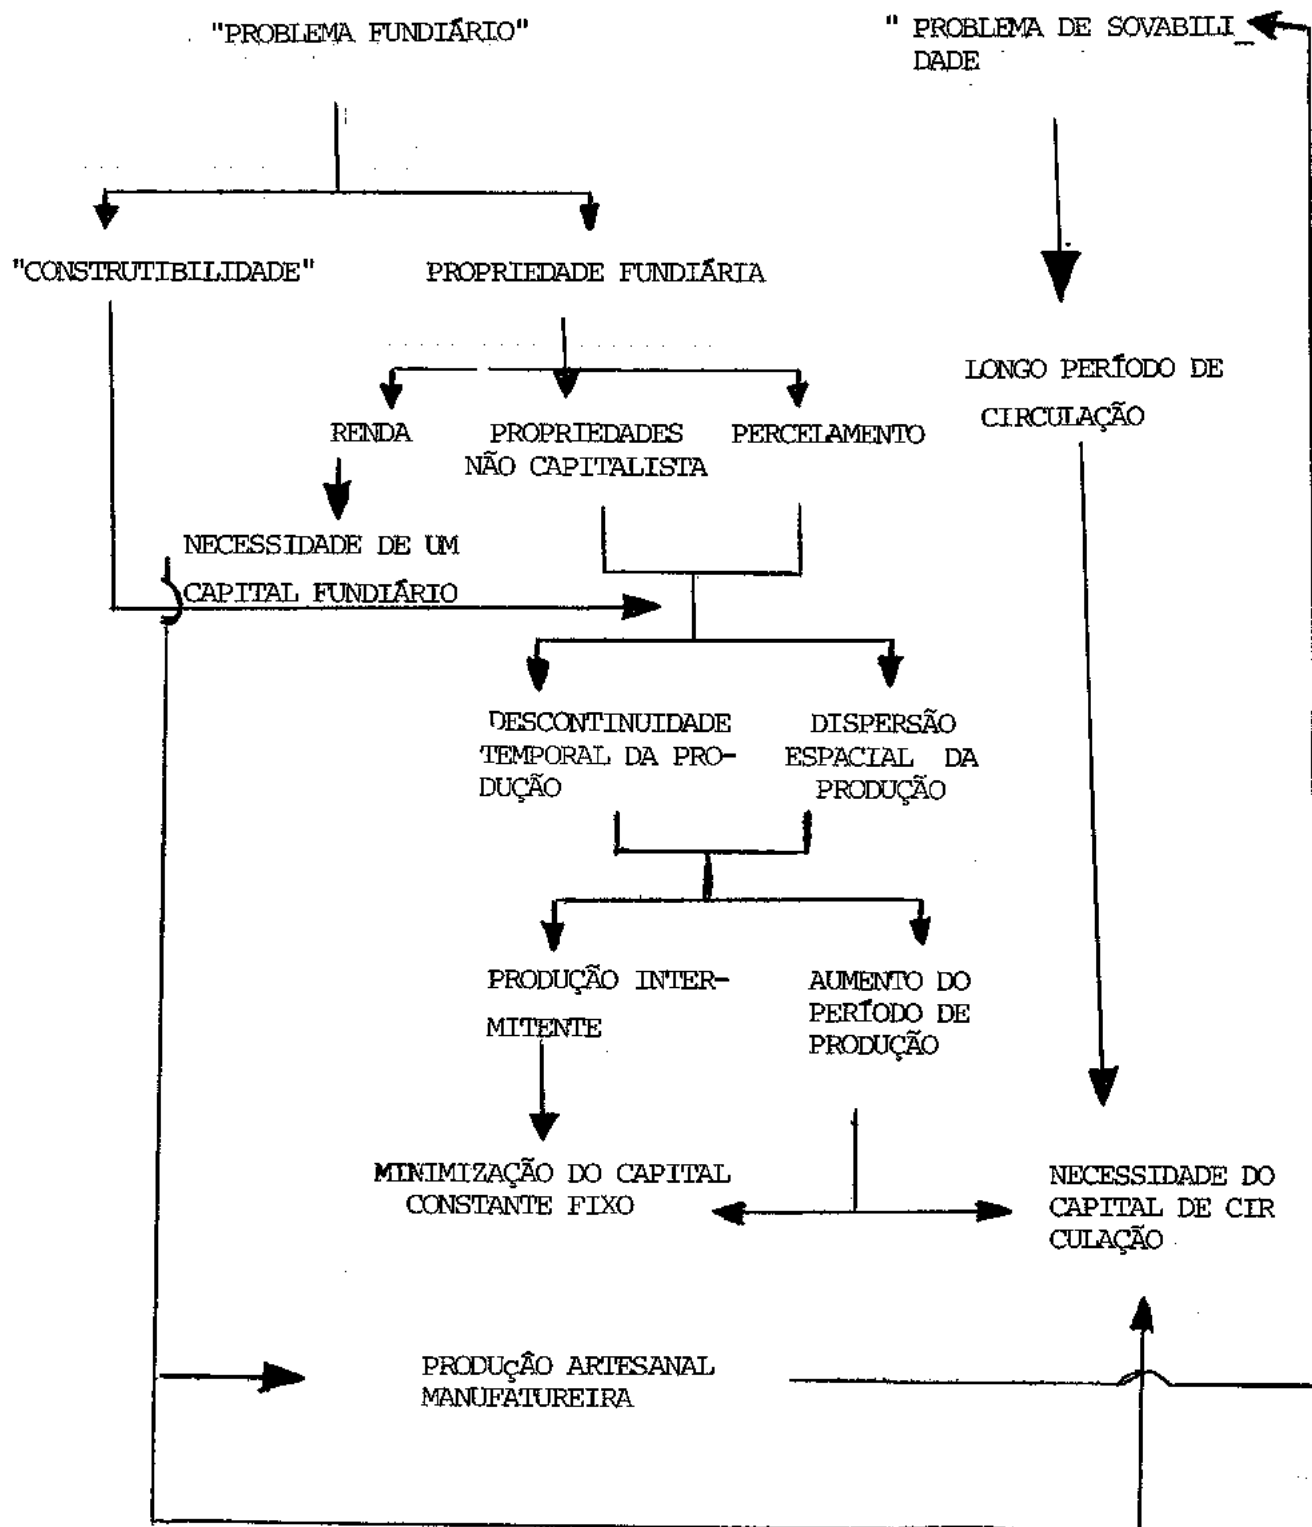 "PROBLEMA FUNDIÁRIO"
" PROBLEMA DE SOVABILI_
DADE
"CONSTRUTIBILIDADE"
PROPRIEDADE FUNDIÁRIA
LONGO PERÍODO DE
CIRCULAÇÃO
RENDA
PROPRIEDADES
NÃO CAPITALISTA
PERCELAMENTO
NECESSIDADE DE UM
CAPITAL FUNDIÁRIO
DESCONTINUIDADE
TEMPORAL DA PRO-
DUÇÃO
DISPERSÃO
ESPACIAL DA
PRODUÇÃO
PRODUÇÃO INTER-
MITENTE
AUMENTO DO
PERÍODO DE
PRODUÇÃO
MINIMIZAÇÃO DO CAPITAL
CONSTANTE FIXO
NECESSIDADE DO
CAPITAL DE CIR
CULAÇÃO
PRODUÇÃO ARTESANAL
MANUFATUREIRA